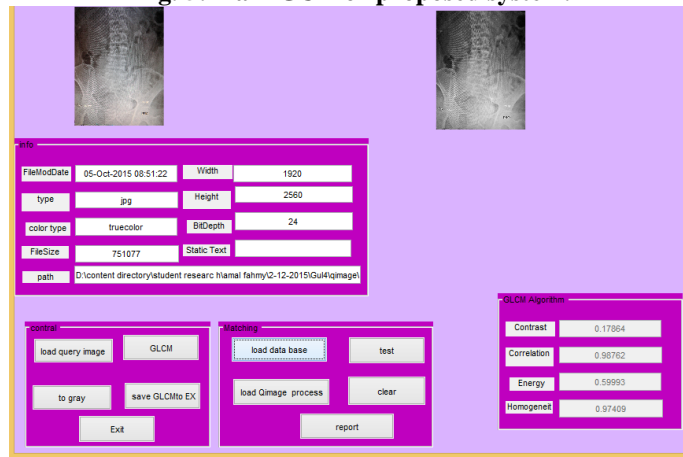 proposed system.
info
FileModDate 05-Oct-2015 08:51:22 Width 1920
type jpg Height 2560
color type truecolor BitDepth 24
FileSize 751077 Static Text
path D:\content directory\student researc h\amal fahmy\2-12-2015\Gul4\qimage\
GLCM Algorithm
Contrast 0.17864
Correlation 0.98762
Energy 0.59993
Homogeneit 0.97409
contral
load query image GLCM
to gray save GLCMto EX
Exit
Matching
load data base test
load Qimage process clear
report